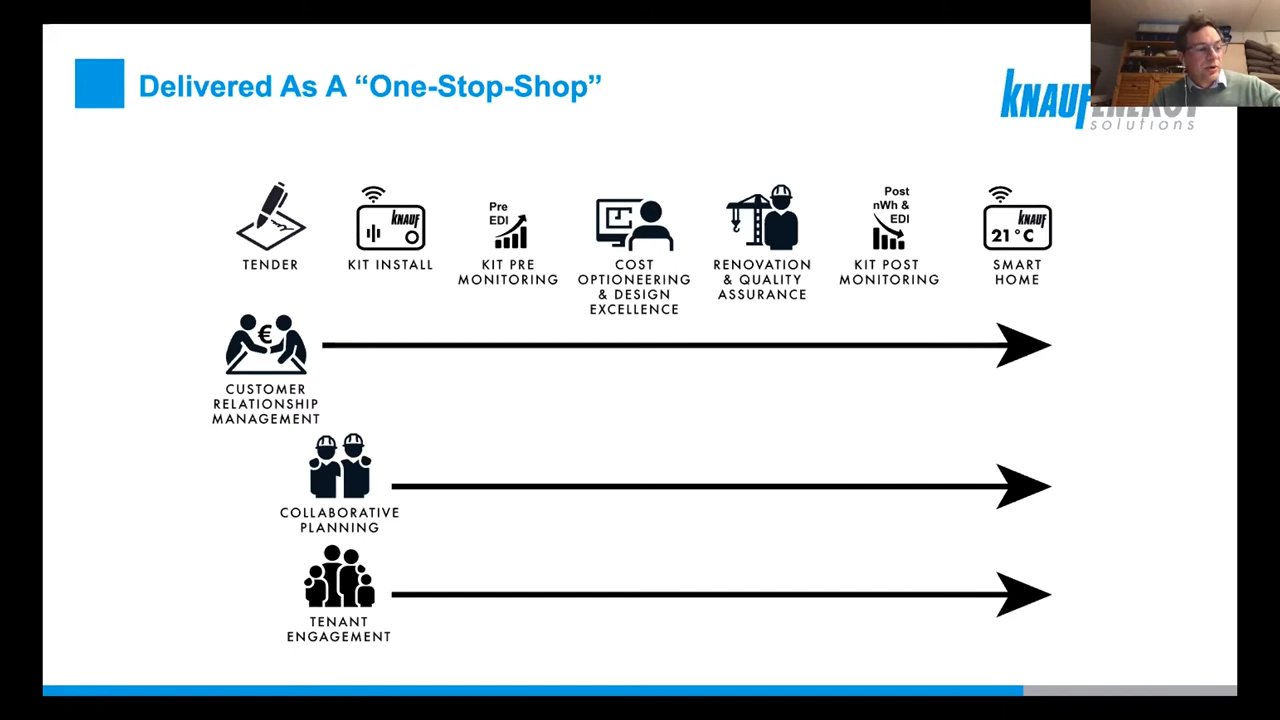 Delivered As A “One-Stop-Shop”
KNAUF ENERGY
solutions
TENDER
KNAUF
KIT INSTALL
Pre
EDI
KIT PRE
MONITORING
COST
OPTIONEERING
& DESIGN
EXCELLENCE
RENOVATION
& QUALITY
ASSURANCE
Post
nWh &
EDI
KIT POST
MONITORING
KNAUF
21°C
SMART
HOME
€
CUSTOMER
RELATIONSHIP
MANAGEMENT
COLLABORATIVE
PLANNING
TENANT
ENGAGEMENT